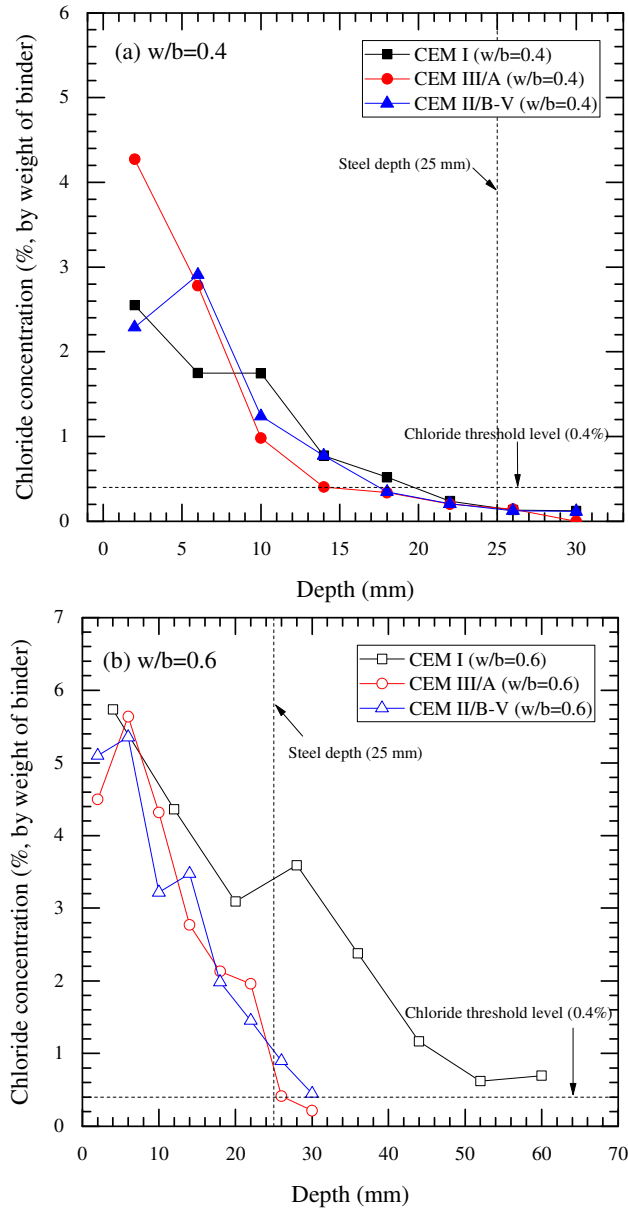 6
(a) w/b=0.4
CEM I (w/b=0.4)
CEM III/A (w/b=0.4)
CEM II/B-V (w/b=0.4)
5
Steel depth (25 mm)
4
3
2
Chloride threshold level (0.4%)
1
0
0 5 10 15 20 25 30
Chloride concentration (%, by weight of binder)
Depth (mm)
7
(b) w/b=0.6
CEM I (w/b=0.6)
CEM III/A (w/b=0.6)
CEM II/B-V (w/b=0.6)
6
5
Steel depth (25 mm)
4
3
2
Chloride threshold level (0.4%)
1
0
0 10 20 30 40 50 60 70
Chloride concentration (%, by weight of binder)
Depth (mm)